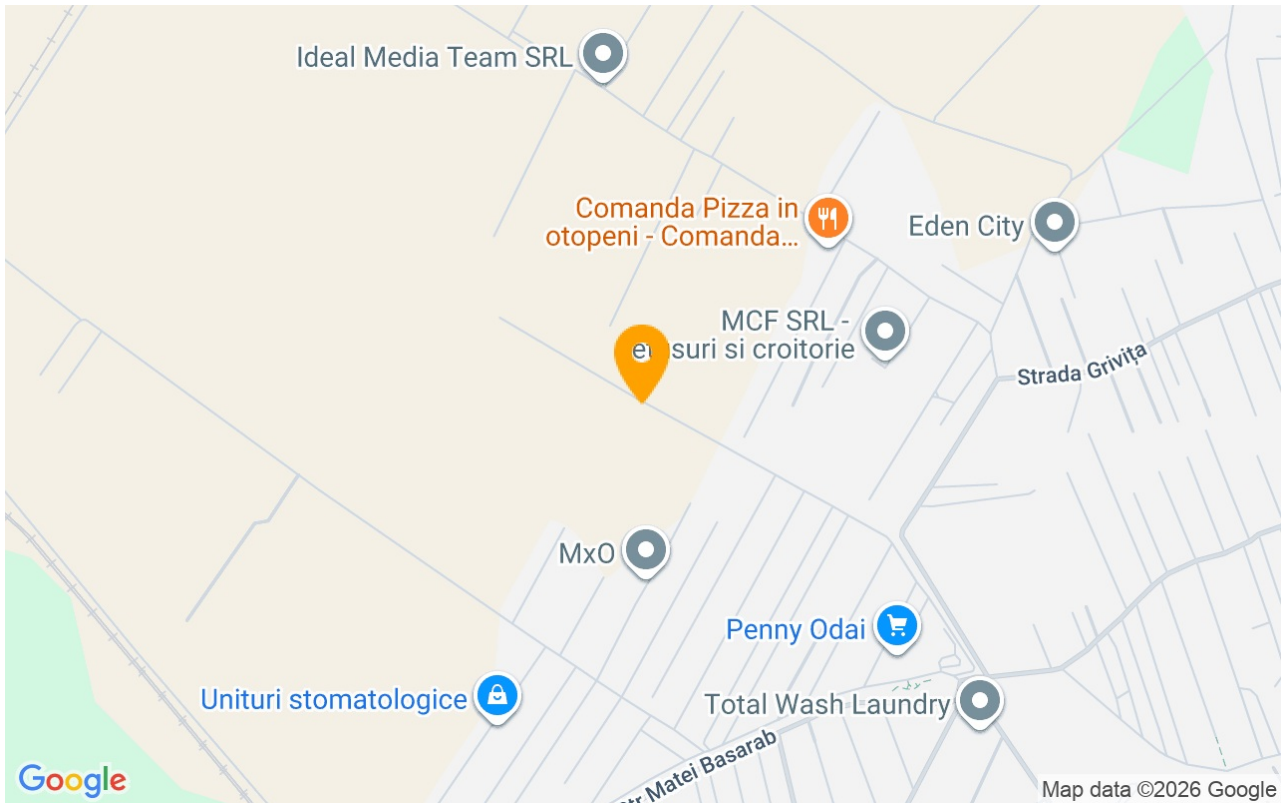 Ideal Media Team SRL
Comanda Pizza in
otopeni - Comanda...
Eden City
MCF SRL -
suri si croitorie
Strada Grivița
MxO
Penny Odai
Unituri stomatologice
Total Wash Laundry
Matei Basarab
Google
Map data ©2026 Google